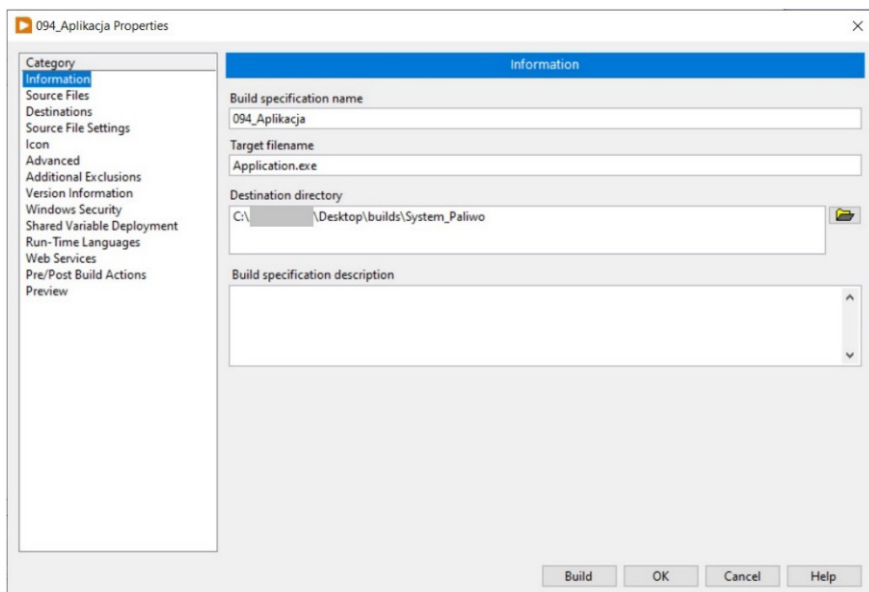 094_Aplikacja Properties
Category
Information
Source Files
Destinations
Source File Settings
Icon
Advanced
Additional Exclusions
Version Information
Windows Security
Shared Variable Deployment
Run-Time Languages
Web Services
Pre/Post Build Actions
Preview
Information
Build specification name
094_Aplikacja
Target filename
Application.exe
Destination directory
C:\ \Desktop\builds\System_Paliwo
Build specification description
Build OK Cancel Help